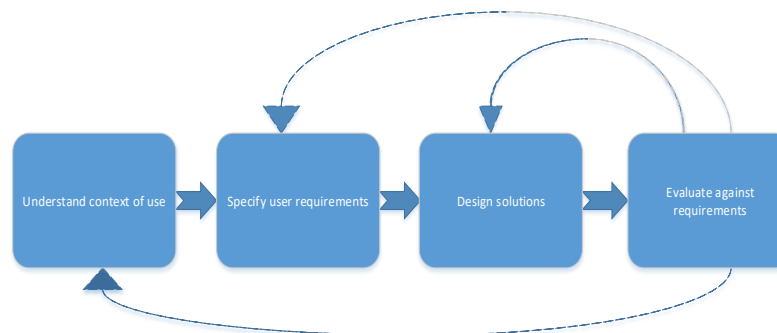 Understand context of use
Specify user requirements
Design solutions
Evaluate against
requirements